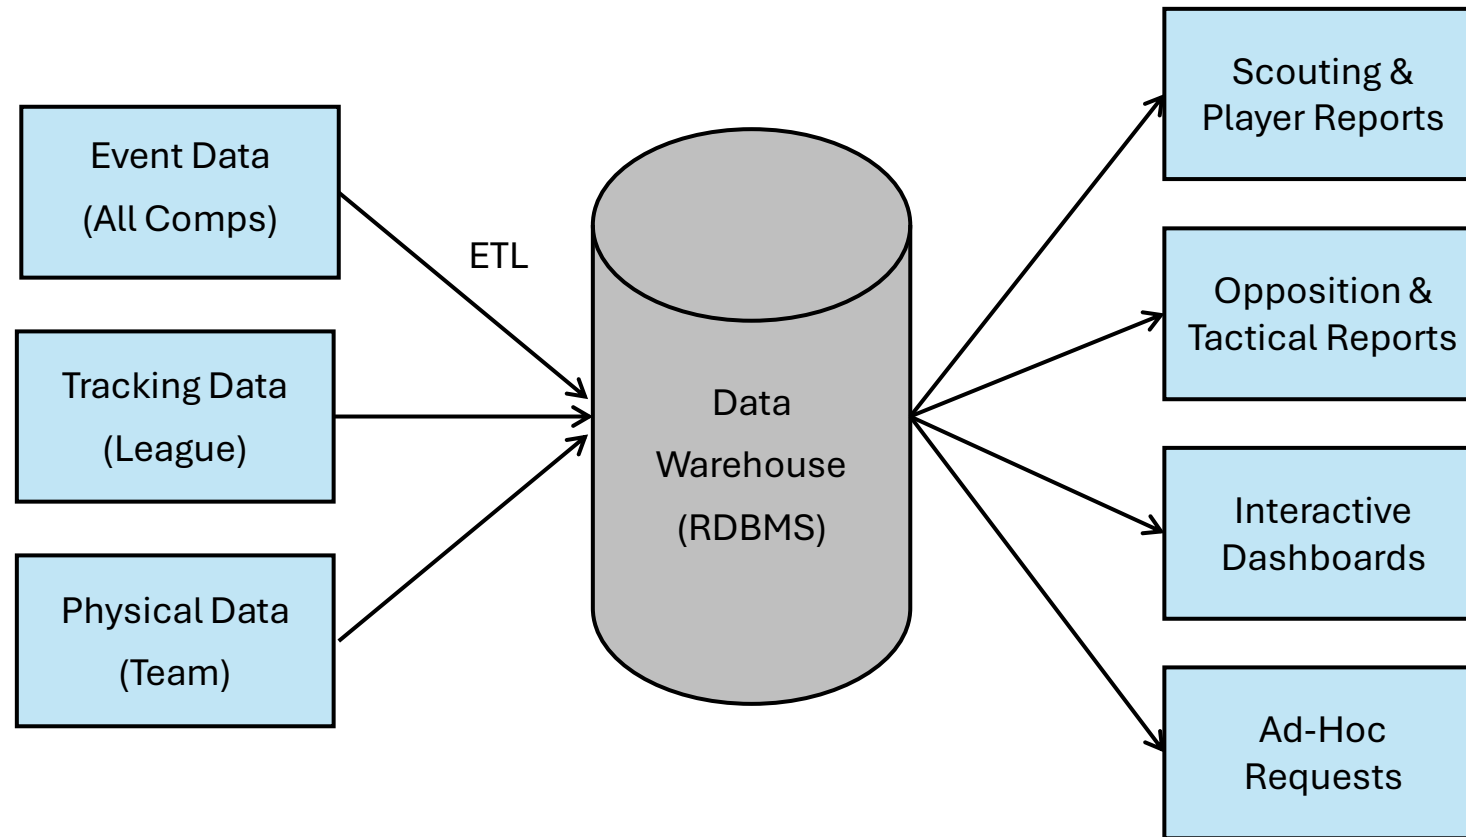 Event Data
(All Comps)
Tracking Data
(League)
Physical Data
(Team)
ETL
Data
Warehouse
(RDBMS)
Scouting &
Player Reports
Opposition &
Tactical Reports
Interactive
Dashboards
Ad-Hoc
Requests